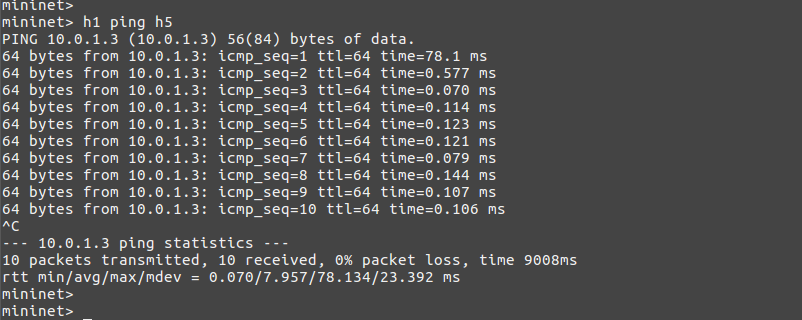 mininet>
mininet> h1 ping h5
PING 10.0.1.3 (10.0.1.3) 56(84) bytes of data.
64 bytes from 10.0.1.3: icmp_seq=1 ttl=64 time=78.1 ms
64 bytes from 10.0.1.3: icmp_seq=2 ttl=64 time=0.577 ms
64 bytes from 10.0.1.3: icmp_seq=3 ttl=64 time=0.070 ms
64 bytes from 10.0.1.3: icmp_seq=4 ttl=64 time=0.114 ms
64 bytes from 10.0.1.3: icmp_seq=5 ttl=64 time=0.123 ms
64 bytes from 10.0.1.3: icmp_seq=6 ttl=64 time=0.121 ms
64 bytes from 10.0.1.3: icmp_seq=7 ttl=64 time=0.079 ms
64 bytes from 10.0.1.3: icmp_seq=8 ttl=64 time=0.144 ms
64 bytes from 10.0.1.3: icmp_seq=9 ttl=64 time=0.107 ms
64 bytes from 10.0.1.3: icmp_seq=10 ttl=64 time=0.106 ms
^C
--- 10.0.1.3 ping statistics ---
10 packets transmitted, 10 received, 0% packet loss, time 9008ms
rtt min/avg/max/mdev = 0.070/7.957/78.134/23.392 ms
mininet>
mininet>